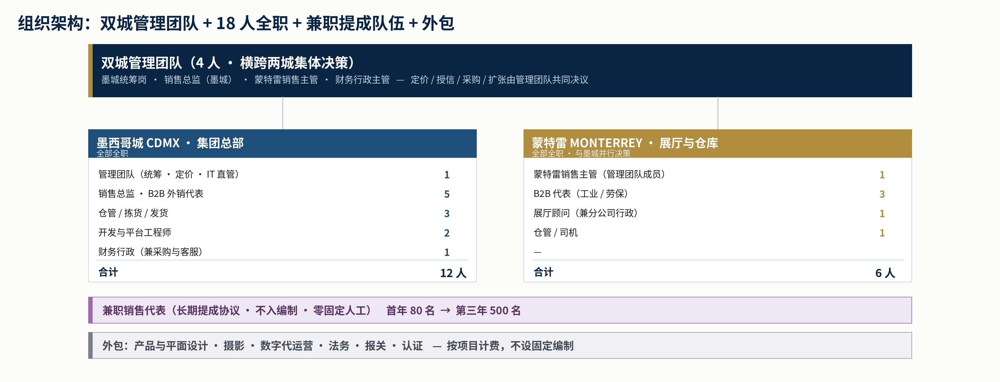 组织架构：双城管理团队 + 18 人全职 + 兼职提成队伍 + 外包
双城管理团队（4 人 · 横跨两城集体决策）
墨城统筹岗 · 销售总监（墨城） · 蒙特雷销售主管 · 财务行政主管 — 定价 / 授信 / 采购 / 扩张由管理团队共同决议
墨西哥城 CDMX · 集团总部
全部全职
管理团队（统筹 · 定价 · IT 直管） 1
销售总监 · B2B 外销代表 5
仓管 / 拣货 / 发货 3
开发与平台工程师 2
财务行政（兼采购与客服） 1
合计 12 人
蒙特雷 MONTERREY · 展厅与仓库
全部全职 · 与墨城并行决策
蒙特雷销售主管（管理团队成员） 1
B2B 代表（工业 / 劳保） 3
展厅顾问（兼分公司行政） 1
仓管 / 司机 1
—
合计 6 人
兼职销售代表（长期提成协议 · 不入编制 · 零固定人工） 首年 80 名 → 第三年 500 名
外包：产品与平面设计 · 摄影 · 数字代运营 · 法务 · 报关 · 认证 — 按项目计费，不设固定编制